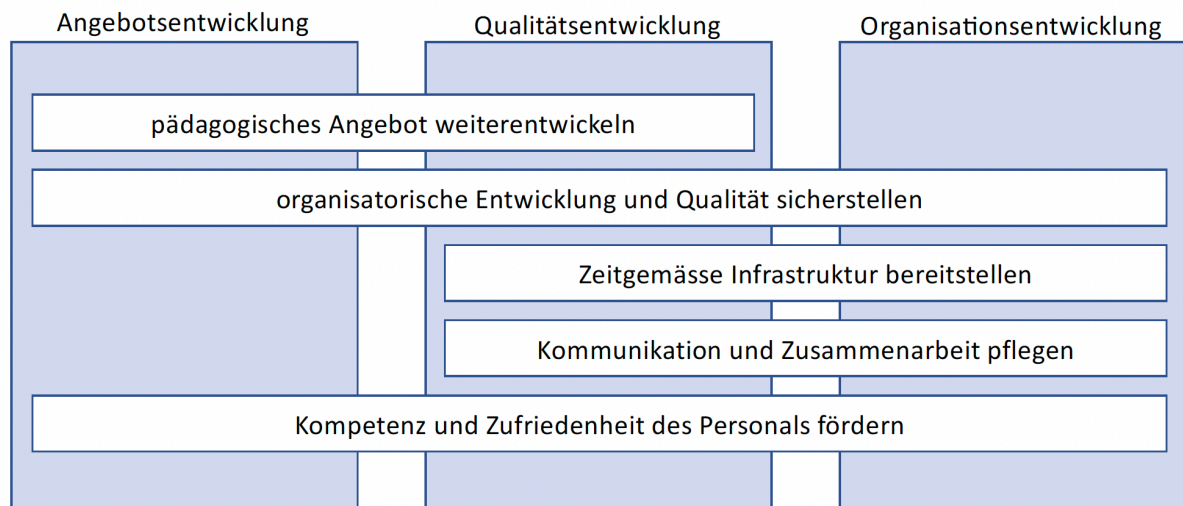 Angebotsentwicklung
Qualitätsentwicklung
Organisationsentwicklung
pädagogisches Angebot weiterentwickeln
organisatorische Entwicklung und Qualität sicherstellen
Zeitgemässe Infrastruktur bereitstellen
Kommunikation und Zusammenarbeit pflegen
Kompetenz und Zufriedenheit des Personals fördern